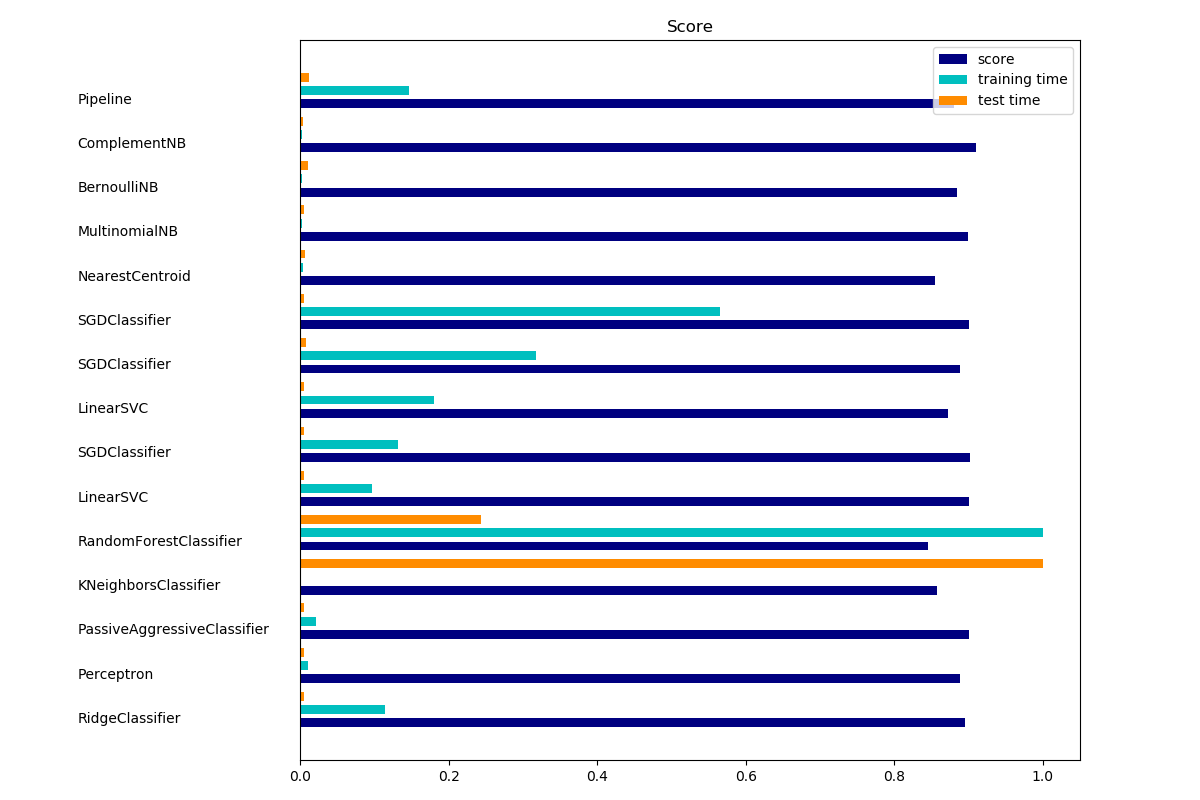 Score
score
training time
test time
Pipeline
ComplementNB
BernoulliNB
MultinomialNB
NearestCentroid
SGDClassifier
SGDClassifier
LinearSVC
SGDClassifier
LinearSVC
RandomForestClassifier
KNeighborsClassifier
PassiveAggressiveClassifier
Perceptron
RidgeClassifier
0.0 0.2 0.4 0.6 0.8 1.0